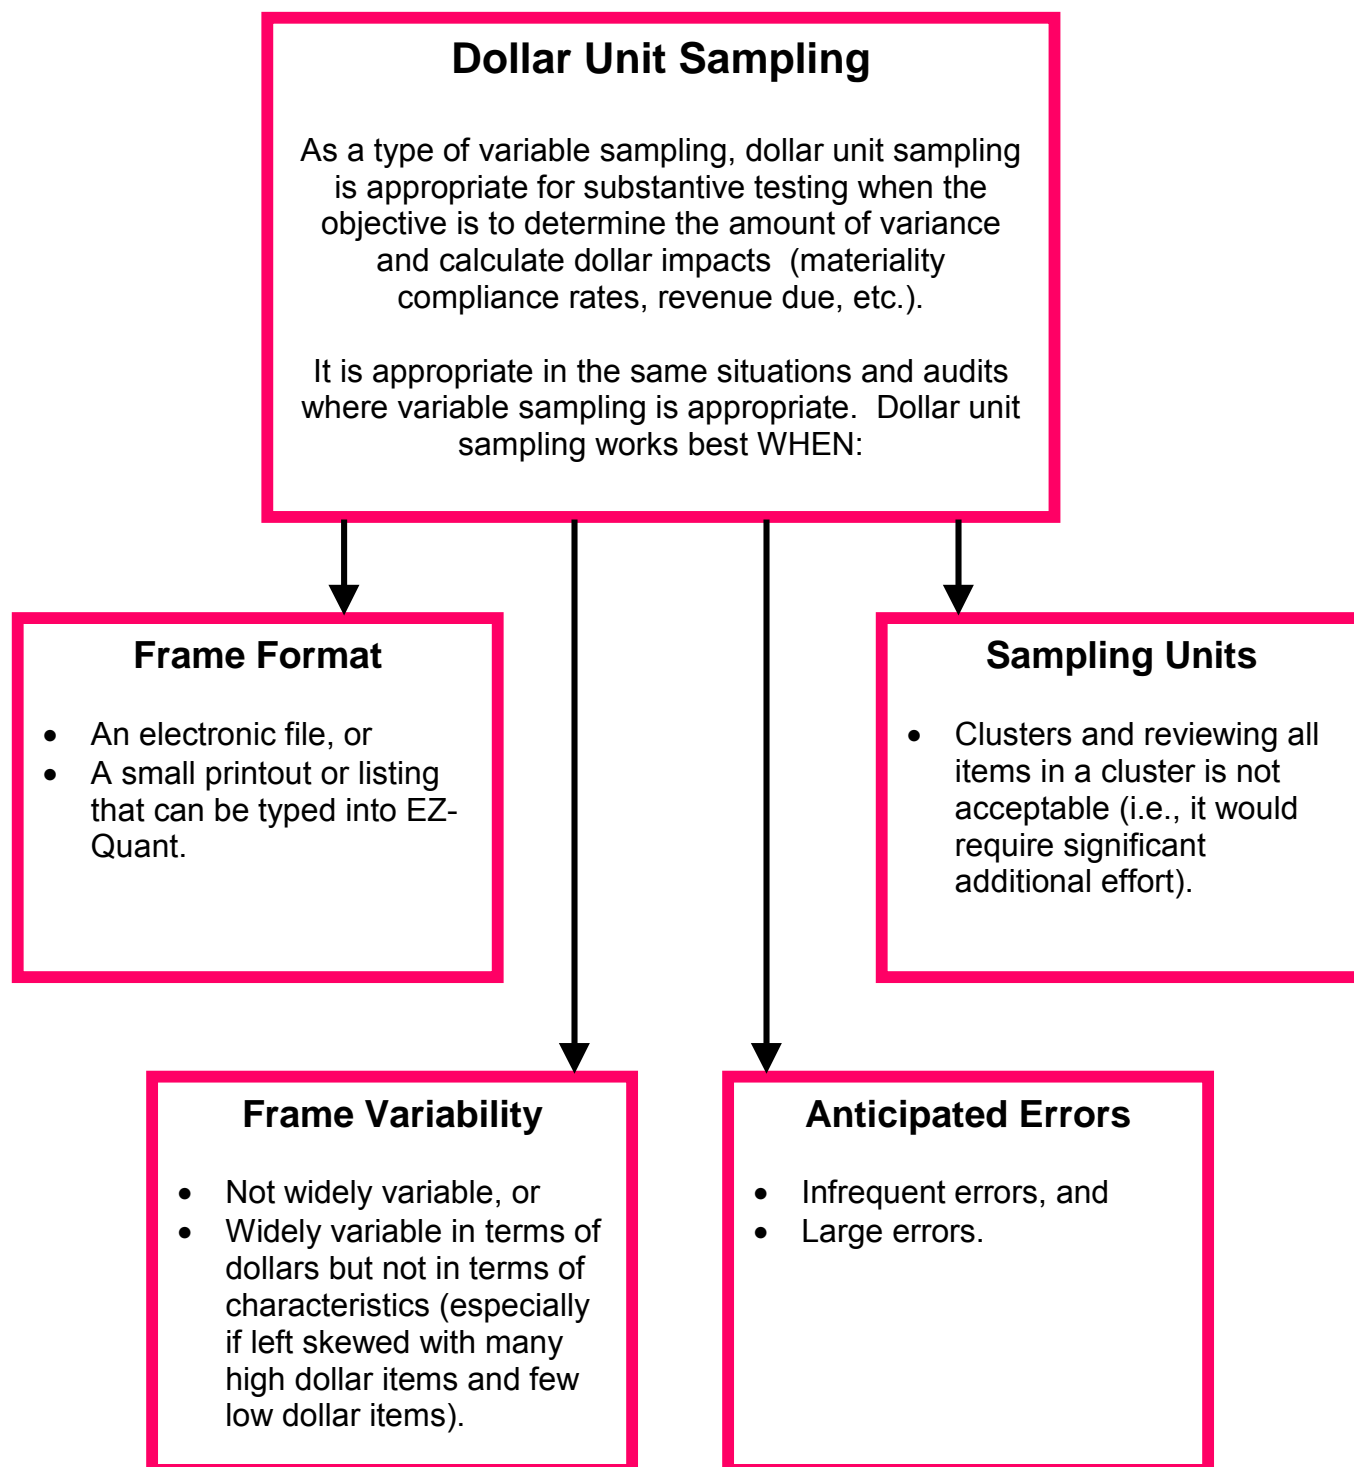 Dollar Unit Sampling
As a type of variable sampling, dollar unit sampling
is appropriate for substantive testing when the
objective is to determine the amount of variance
and calculate dollar impacts  (materiality
compliance rates, revenue due, etc.).
It is appropriate in the same situations and audits
where variable sampling is appropriate.  Dollar unit
sampling works best WHEN:
Frame Format
• An electronic file, or
• A small printout or listing
that can be typed into EZ-
Quant.
Sampling Units
• Clusters and reviewing all
items in a cluster is not
acceptable (i.e., it would
require significant
additional effort).
Frame Variability
• Not widely variable, or
• Widely variable in terms of
dollars but not in terms of
characteristics (especially
if left skewed with many
high dollar items and few
low dollar items).
Anticipated Errors
• Infrequent errors, and
• Large errors.